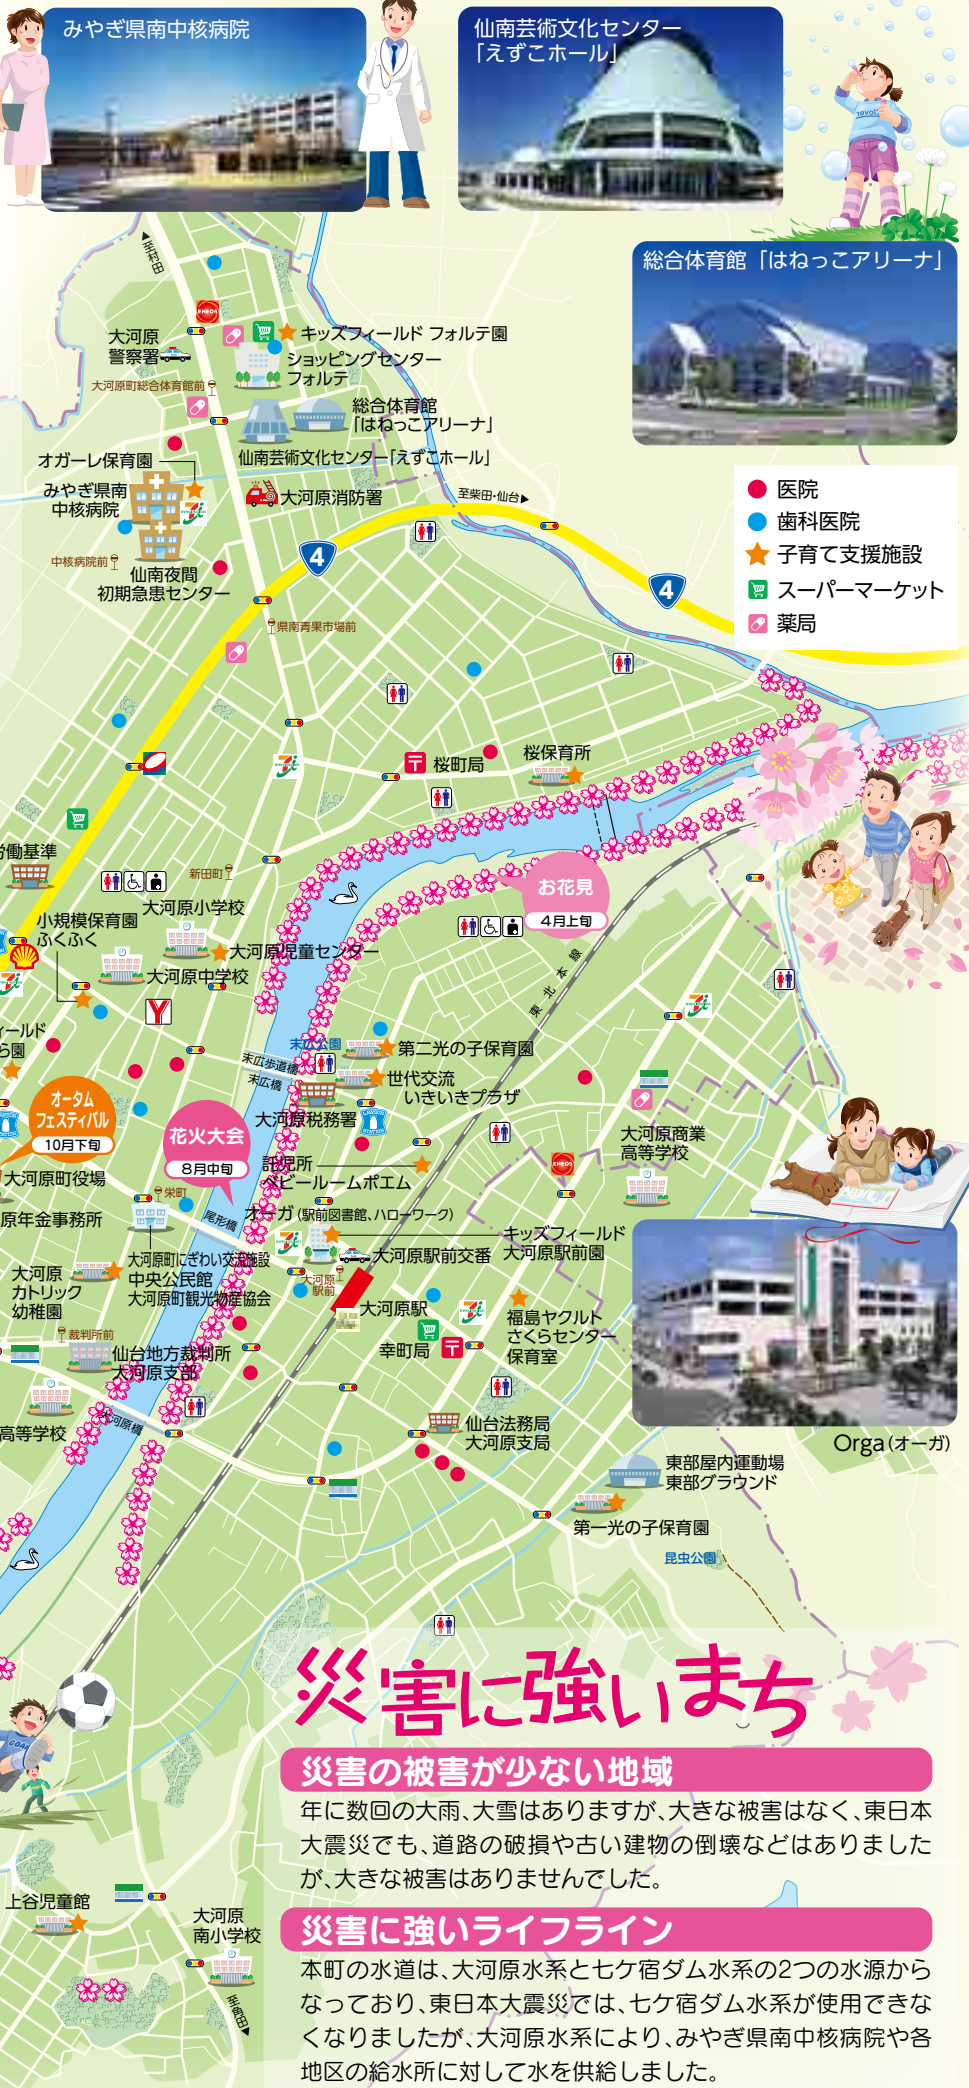 みやぎ県南中核病院
仙南芸術文化センター
「えずこホール」
総合体育館「はねっこアリーナ」
▲至村田
ENEOS
大河原
警察署
キッズフィールド フォルテ園
ショッピングセンター
フォルテ
大河原町総合体育館前
総合体育館
「はねっこアリーナ」
仙南芸術文化センター「えずこホール」
オガーレ保育園
みやぎ県南
中核病院
大河原消防署
至柴田・仙台▶
医院
歯科医院
子育て支援施設
スーパーマーケット
薬局
中核病院前
仙南夜間
初期急患センター
4
4
県南青果市場前
桜町局
桜保育所
労働基準
新田町
大河原小学校
お花見
4月上旬
小規模保育園
ふくふく
大河原児童センター
大河原中学校
東北本線
ィールド
ら園
末広公園
第二光の子保育園
末広歩道橋
末広橋
世代交流
いきいきプラザ
大河原税務署
オータム
フェスティバル
10月下旬
花火大会
8月中旬
大河原商業
高等学校
託児所
ベビールームポエム
ENEOS
大河原町役場
栄町
原年金事務所
尾形橋
オーガ(駅前図書館、ハローワーク)
キッズフィールド
大河原駅前園
大河原駅前交番
大河原町にぎわい交流施設
中央公民館
大河原町観光物産協会
大河原
カトリック
幼稚園
大河原
駅前
大河原駅
福島ヤクルト
さくらセンター
保育室
幸町局
裁判所前
仙台地方裁判所
大河原支部
高等学校
大河原橋
仙台法務局
大河原支局
Orga(オーガ)
東部屋内運動場
東部グラウンド
第一光の子保育園
昆虫公園
災害に強いまち
災害の被害が少ない地域
年に数回の大雨、大雪はありますが、大きな被害はなく、東日本
大震災でも、道路の破損や古い建物の倒壊などはありました
が、大きな被害はありませんでした。
上谷児童館
大河原
南小学校
至角田▶
災害に強いライフライン
本町の水道は、大河原水系と七ケ宿ダム水系の2つの水源から
なっており、東日本大震災では、七ケ宿ダム水系が使用できな
くなりましたが、大河原水系により、みやぎ県南中核病院や各
地区の給水所に対して水を供給しました。